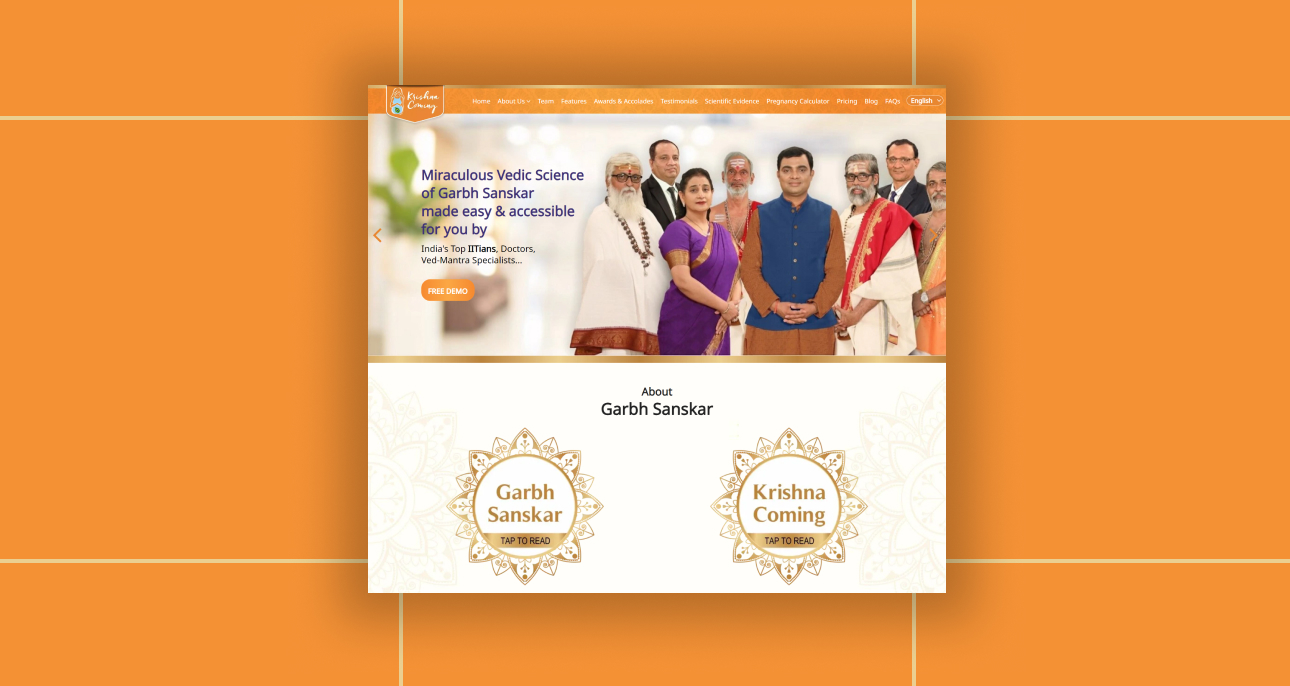 Krishna
Coming
Home About Us Team Features Awards & Accolades Testimonials Scientific Evidence Pregnancy Calculator Pricing Blog FAQs English
Miraculous Vedic Science
of Garbh Sanskar
made easy & accessible
for you by
India's Top IITians, Doctors,
Ved-Mantra Specialists...
FREE DEMO
About
Garbh Sanskar
Garbh
Sanskar
TAP TO READ
Krishna
Coming
TAP TO READ